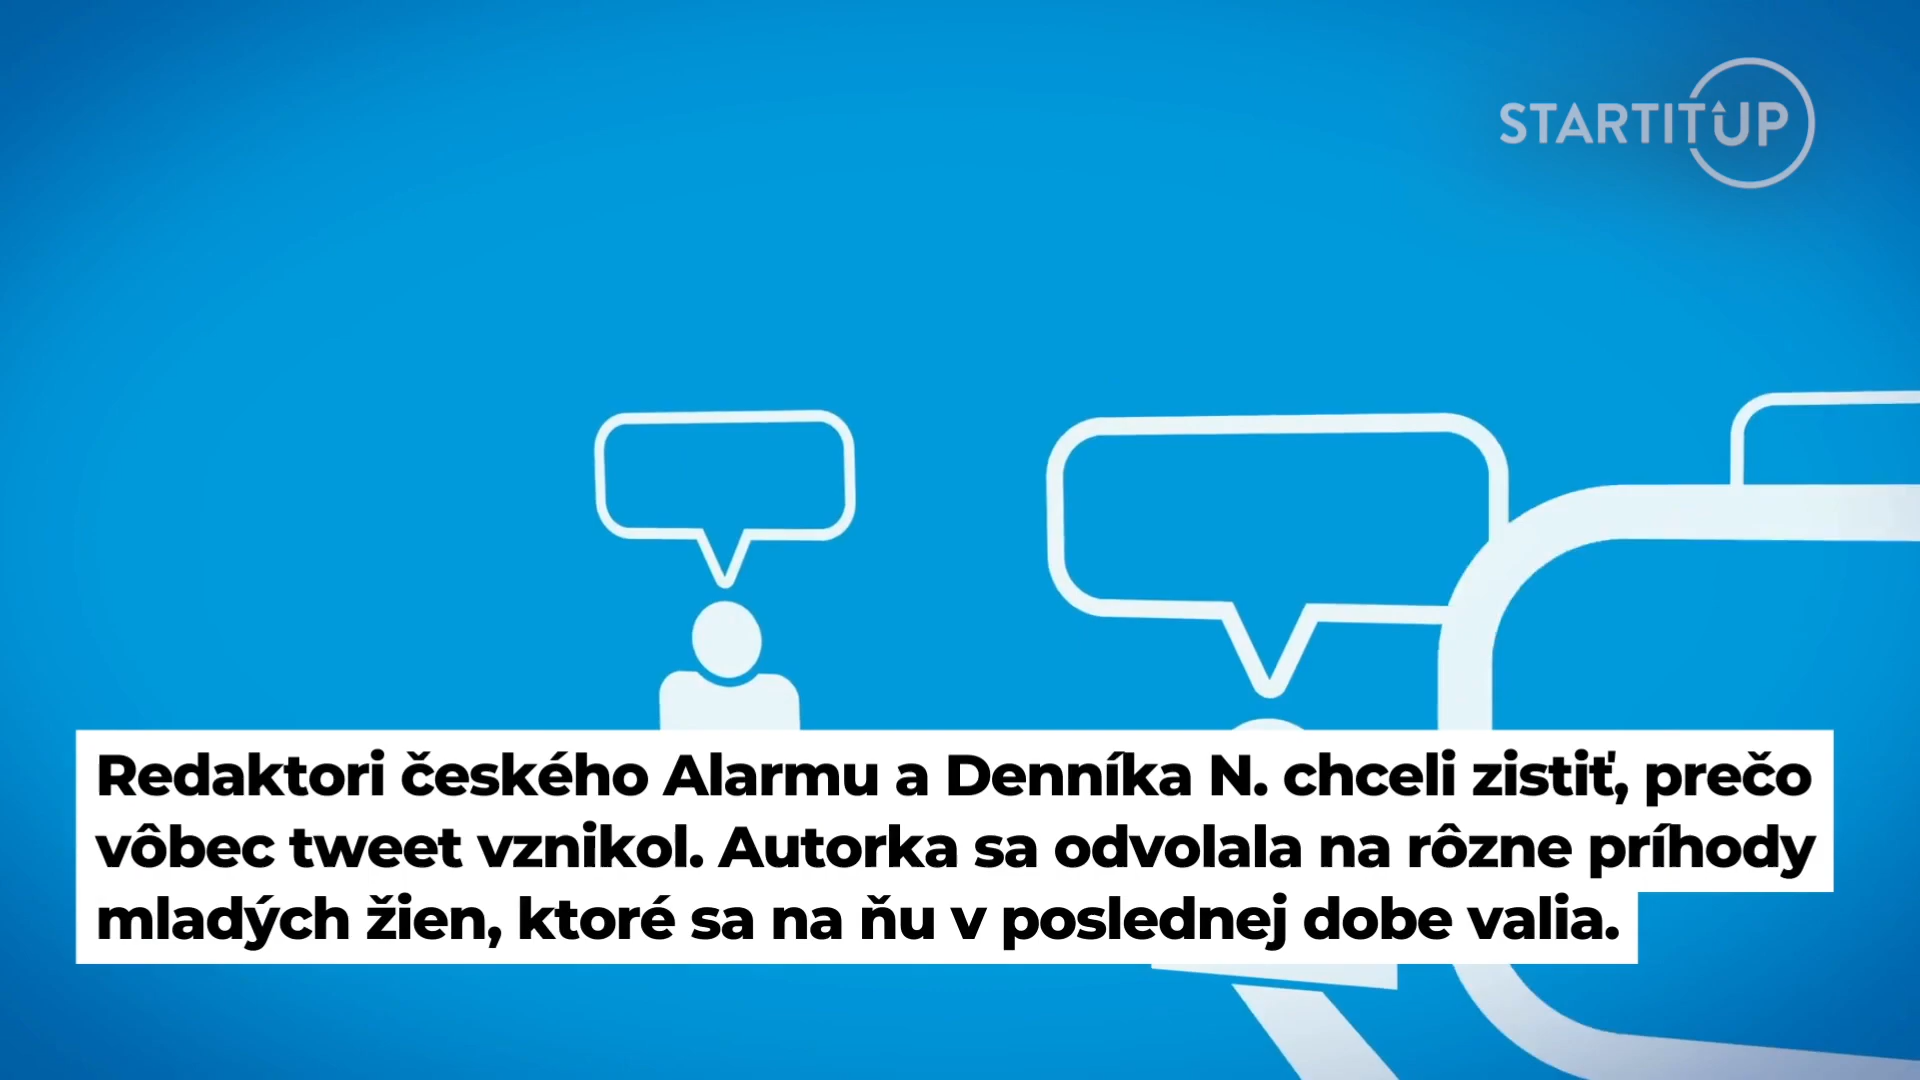 STARTITUP
Redaktori českého Alarmu a Denníka N. chceli zistiť, prečo
vôbec tweet vznikol. Autorka sa odvolala na rôzne príhody
mladých žien, ktoré sa na ňu v poslednej dobe valia.